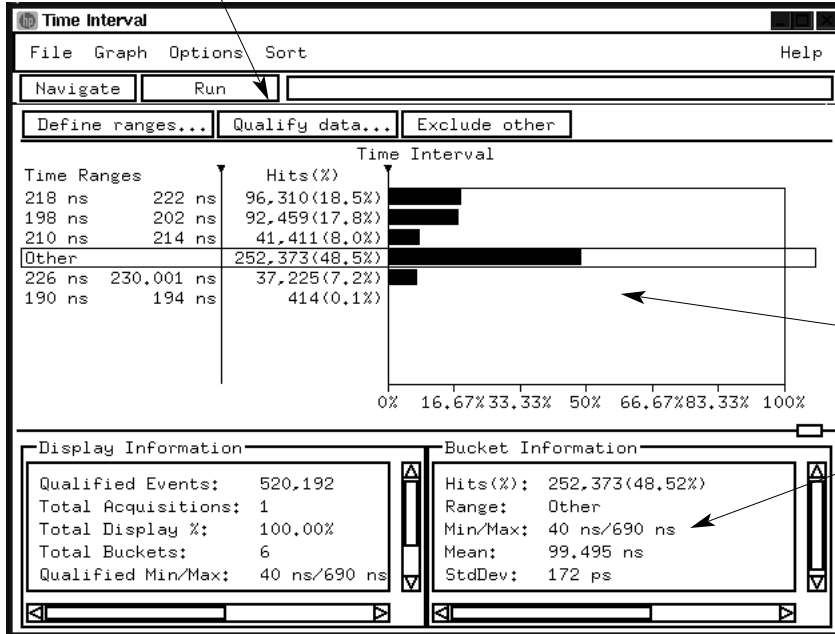 hp Time Interval
File Graph Options Sort Help
Navigate Run
Define ranges... Qualify data... Exclude other
Time Interval
Time Ranges Hits(%)
218 ns 222 ns 96,310(18.5%)
198 ns 202 ns 92,459(17.8%)
210 ns 214 ns 41,411(8.0%)
Other 252,373(48.5%)
226 ns 230.001 ns 37,225(7.2%)
190 ns 194 ns 414(0.1%)
0% 16.67% 33.33% 50% 66.67% 83.33% 100%
Display Information
Qualified Events: 520,192
Total Acquisitions: 1
Total Display %: 100.00%
Total Buckets: 6
Qualified Min/Max: 40 ns/690 ns
Bucket Information
Hits(%): 252,373(48.52%)
Range: Other
Min/Max: 40 ns/690 ns
Mean: 99.495 ns
StdDev: 172 ps